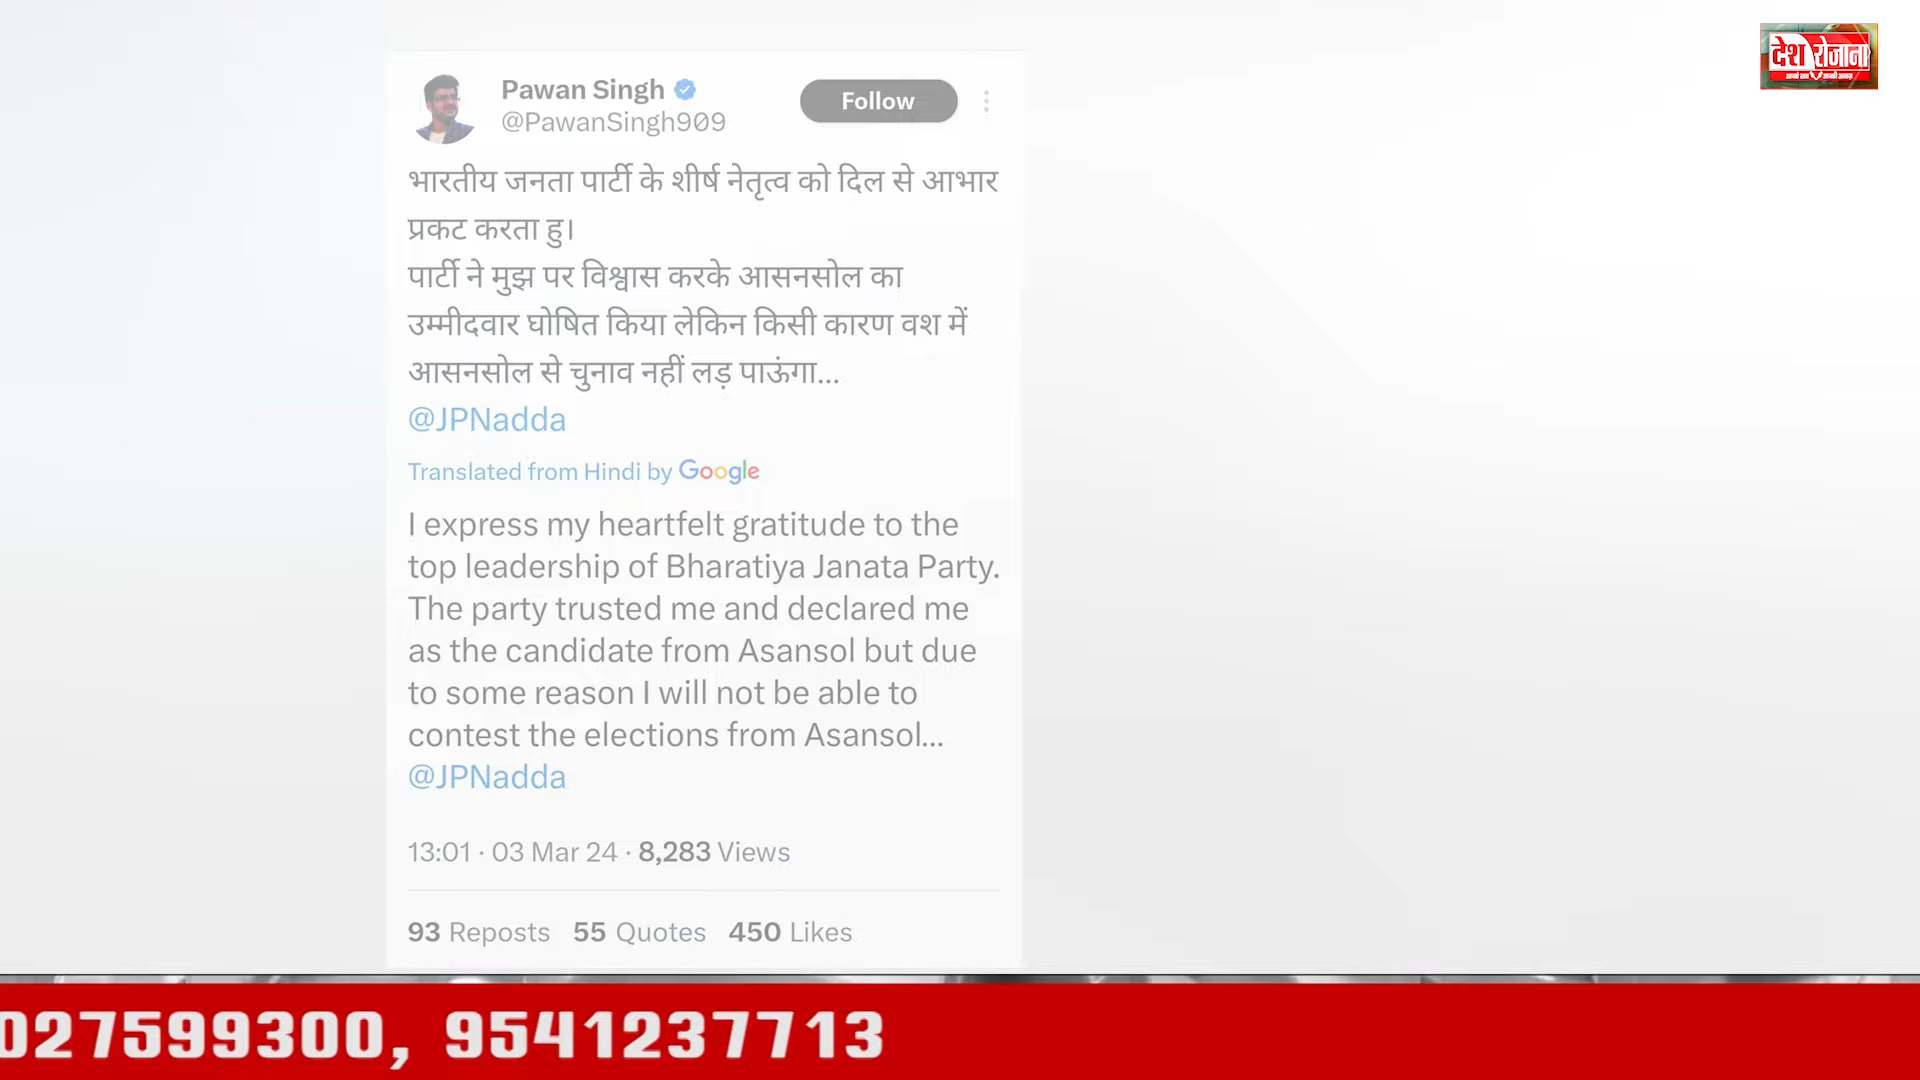 देश रोजाना
Pawan Singh
@PawanSingh909
Follow
भारतीय जनता पार्टी के शीर्ष नेतृत्व को दिल से आभार
प्रकट करता हु।
पार्टी ने मुझ पर विश्वास करके आसनसोल का
उम्मीदवार घोषित किया लेकिन किसी कारण वश में
आसनसोल से चुनाव नहीं लड़ पाऊंगा...
@JPNadda
Translated from Hindi by Google
I express my heartfelt gratitude to the
top leadership of Bharatiya Janata Party.
The party trusted me and declared me
as the candidate from Asansol but due
to some reason I will not be able to
contest the elections from Asansol...
@JPNadda
13:01 · 03 Mar 24 · 8,283 Views
93 Reposts 55 Quotes 450 Likes
027599300, 9541237713